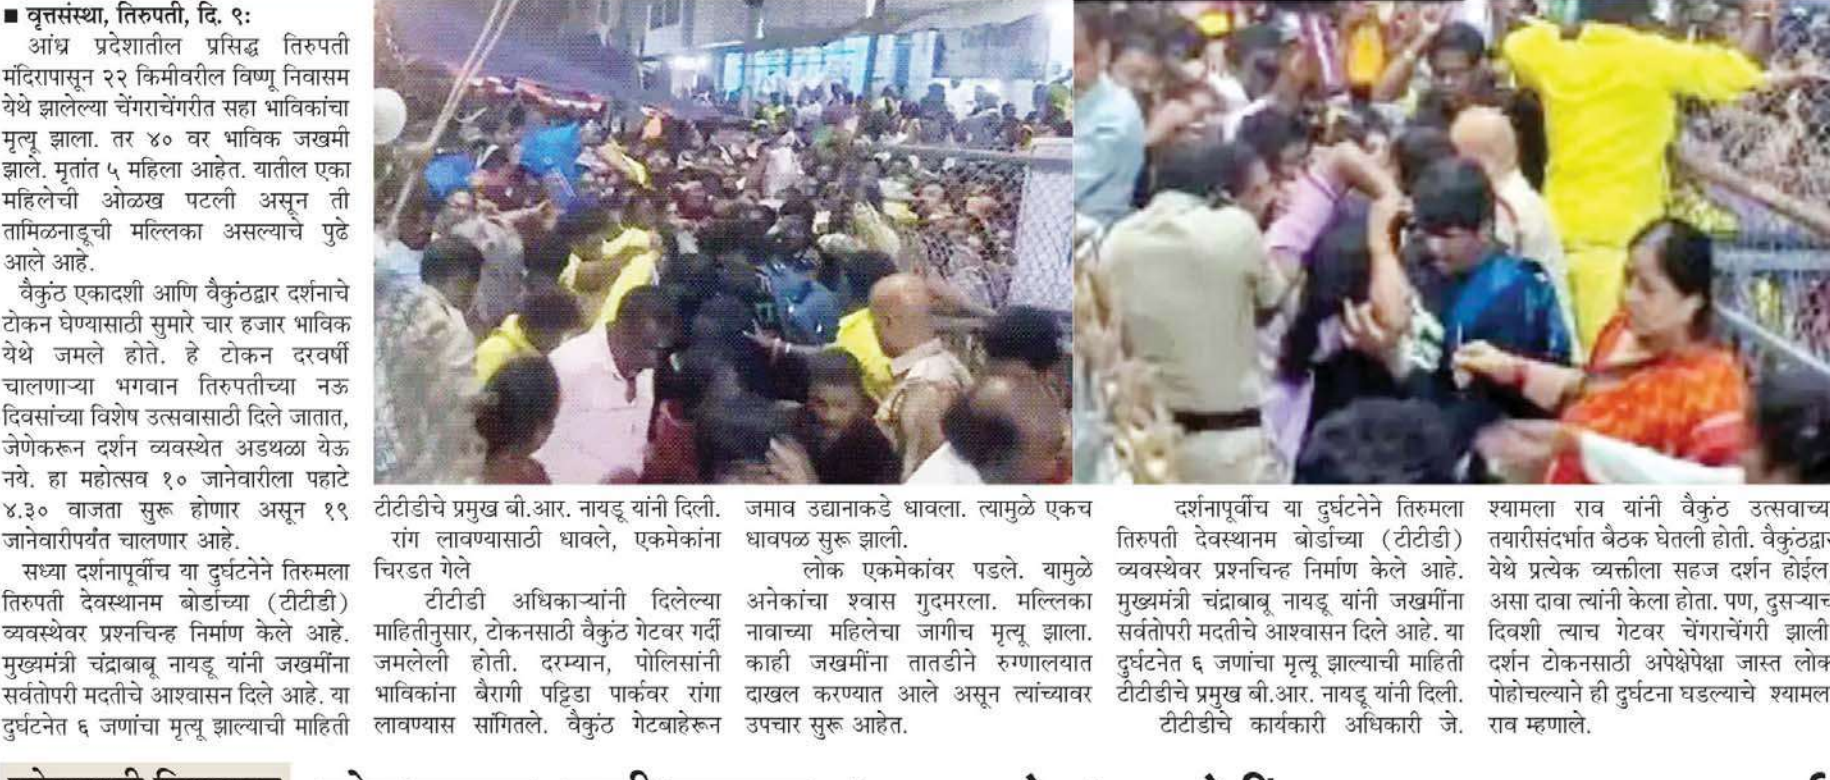 ■ वृत्तसंस्था, तिरुपती, दि. ९:
आंध्र प्रदेशातील प्रसिद्ध तिरुपती
मंदिरापासून २२ किमीवरील विष्णू निवासम
येथे झालेल्या चेंगराचेंगरीत सहा भाविकांचा
मृत्यू झाला. तर ४० वर भाविक जखमी
झाले. मृतांत ५ महिला आहेत. यातील एका
महिलेची ओळख पटली असून ती
तामिळनाडूची मल्लिका असल्याचे पुढे
आले आहे.
वैकुंठ एकादशी आणि वैकुंठद्वार दर्शनाचे
टोकन घेण्यासाठी सुमारे चार हजार भाविक
येथे जमले होते. हे टोकन दरवर्षी
चालणाऱ्या भगवान तिरुपतीच्या नऊ
दिवसांच्या विशेष उत्सवासाठी दिले जातात,
जेणेकरून दर्शन व्यवस्थेत अडथळा येऊ
नये. हा महोत्सव १० जानेवारीला पहाटे
४.३० वाजता सुरू होणार असून १९
जानेवारीपर्यंत चालणार आहे.
सध्या दर्शनापूर्वीच या दुर्घटनेने तिरुमला
तिरुपती देवस्थानम बोर्डाच्या (टीटीडी)
व्यवस्थेवर प्रश्नचिन्ह निर्माण केले आहे.
मुख्यमंत्री चंद्राबाबू नायडू यांनी जखमींना
सर्वतोपरी मदतीचे आश्वासन दिले आहे. या
दुर्घटनेत ६ जणांचा मृत्यू झाल्याची माहिती
टीटीडीचे प्रमुख बी.आर. नायडू यांनी दिली.
रांग लावण्यासाठी धावले, एकमेकांना
चिरडत गेले
टीटीडी अधिकाऱ्यांनी दिलेल्या
माहितीनुसार, टोकनसाठी वैकुंठ गेटवर गर्दी
जमलेली होती. दरम्यान, पोलिसांनी
भाविकांना बैरागी पट्टिडा पार्कवर रांगा
लावण्यास सांगितले. वैकुंठ गेटबाहेरून
जमाव उद्यानाकडे धावला. त्यामुळे एकच
धावपळ सुरू झाली.
लोक एकमेकांवर पडले. यामुळे
अनेकांचा श्वास गुदमरला. मल्लिका
नावाच्या महिलेचा जागीच मृत्यू झाला.
काही जखमींना तातडीने रुग्णालयात
दाखल करण्यात आले असून त्यांच्यावर
उपचार सुरू आहेत.
दर्शनापूर्वीच या दुर्घटनेने तिरुमला
तिरुपती देवस्थानम बोर्डाच्या (टीटीडी)
व्यवस्थेवर प्रश्नचिन्ह निर्माण केले आहे.
मुख्यमंत्री चंद्राबाबू नायडू यांनी जखमींना
सर्वतोपरी मदतीचे आश्वासन दिले आहे. या
दुर्घटनेत ६ जणांचा मृत्यू झाल्याची माहिती
टीटीडीचे प्रमुख बी.आर. नायडू यांनी दिली.
टीटीडीचे कार्यकारी अधिकारी जे.
श्यामला राव यांनी वैकुंठ उत्सवाच्या
तयारीसंदर्भात बैठक घेतली होती. वैकुंठद्वार
येथे प्रत्येक व्यक्तीला सहज दर्शन होईल,
असा दावा त्यांनी केला होता. पण, दुसऱ्याच
दिवशी त्याच गेटवर चेंगराचेंगरी झाली.
दर्शन टोकनसाठी अपेक्षेपेक्षा जास्त लोक
पोहोचल्याने ही दुर्घटना घडल्याचे श्यामला
राव म्हणाले.